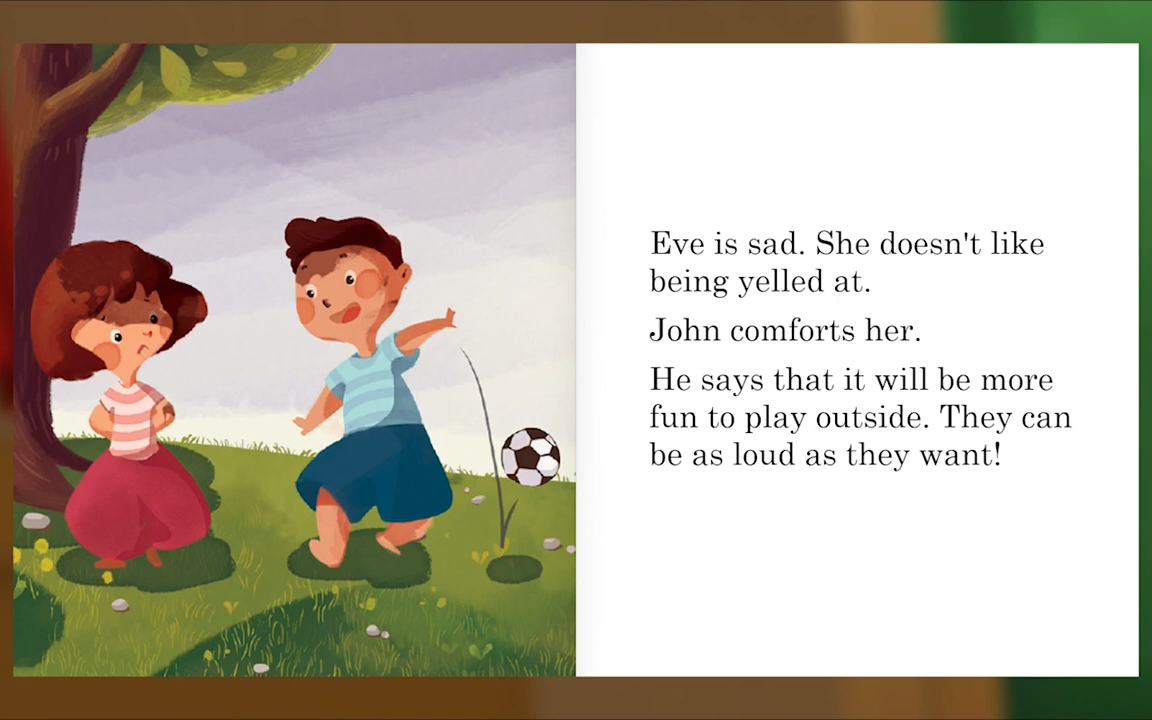 Eve is sad. She doesn't like
being yelled at.
John comforts her.
He says that it will be more
fun to play outside. They can
be as loud as they want!